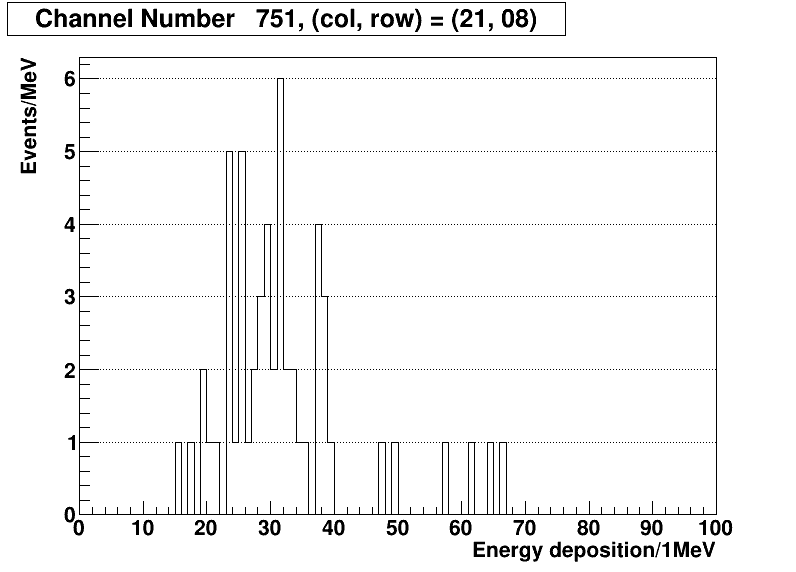 Channel Number   751, (col, row) = (21, 08)
Events/MeV
6
5
4
3
2
1
0
0 10 20 30 40 50 60 70 80 90 100
Energy deposition/1MeV